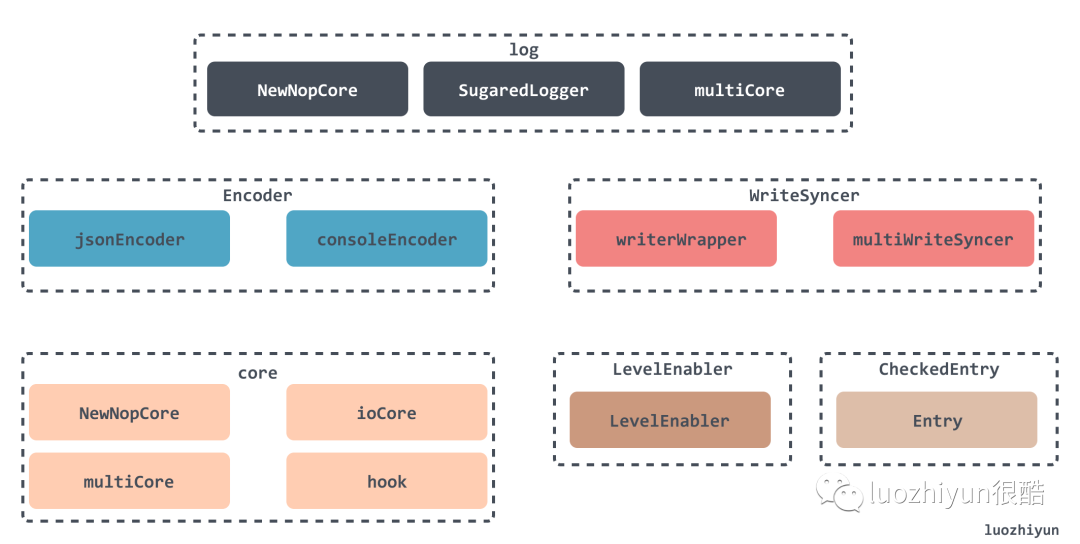 log
NewNopCore SugaredLogger multiCore
Encoder
jsonEncoder consoleEncoder
WriteSyncer
writerWrapper multiWriteSyncer
core
NewNopCore ioCore
multiCore hook
LevelEnabler
LevelEnabler
CheckedEntry
Entry
luozhiyun很酷
luozhiyun